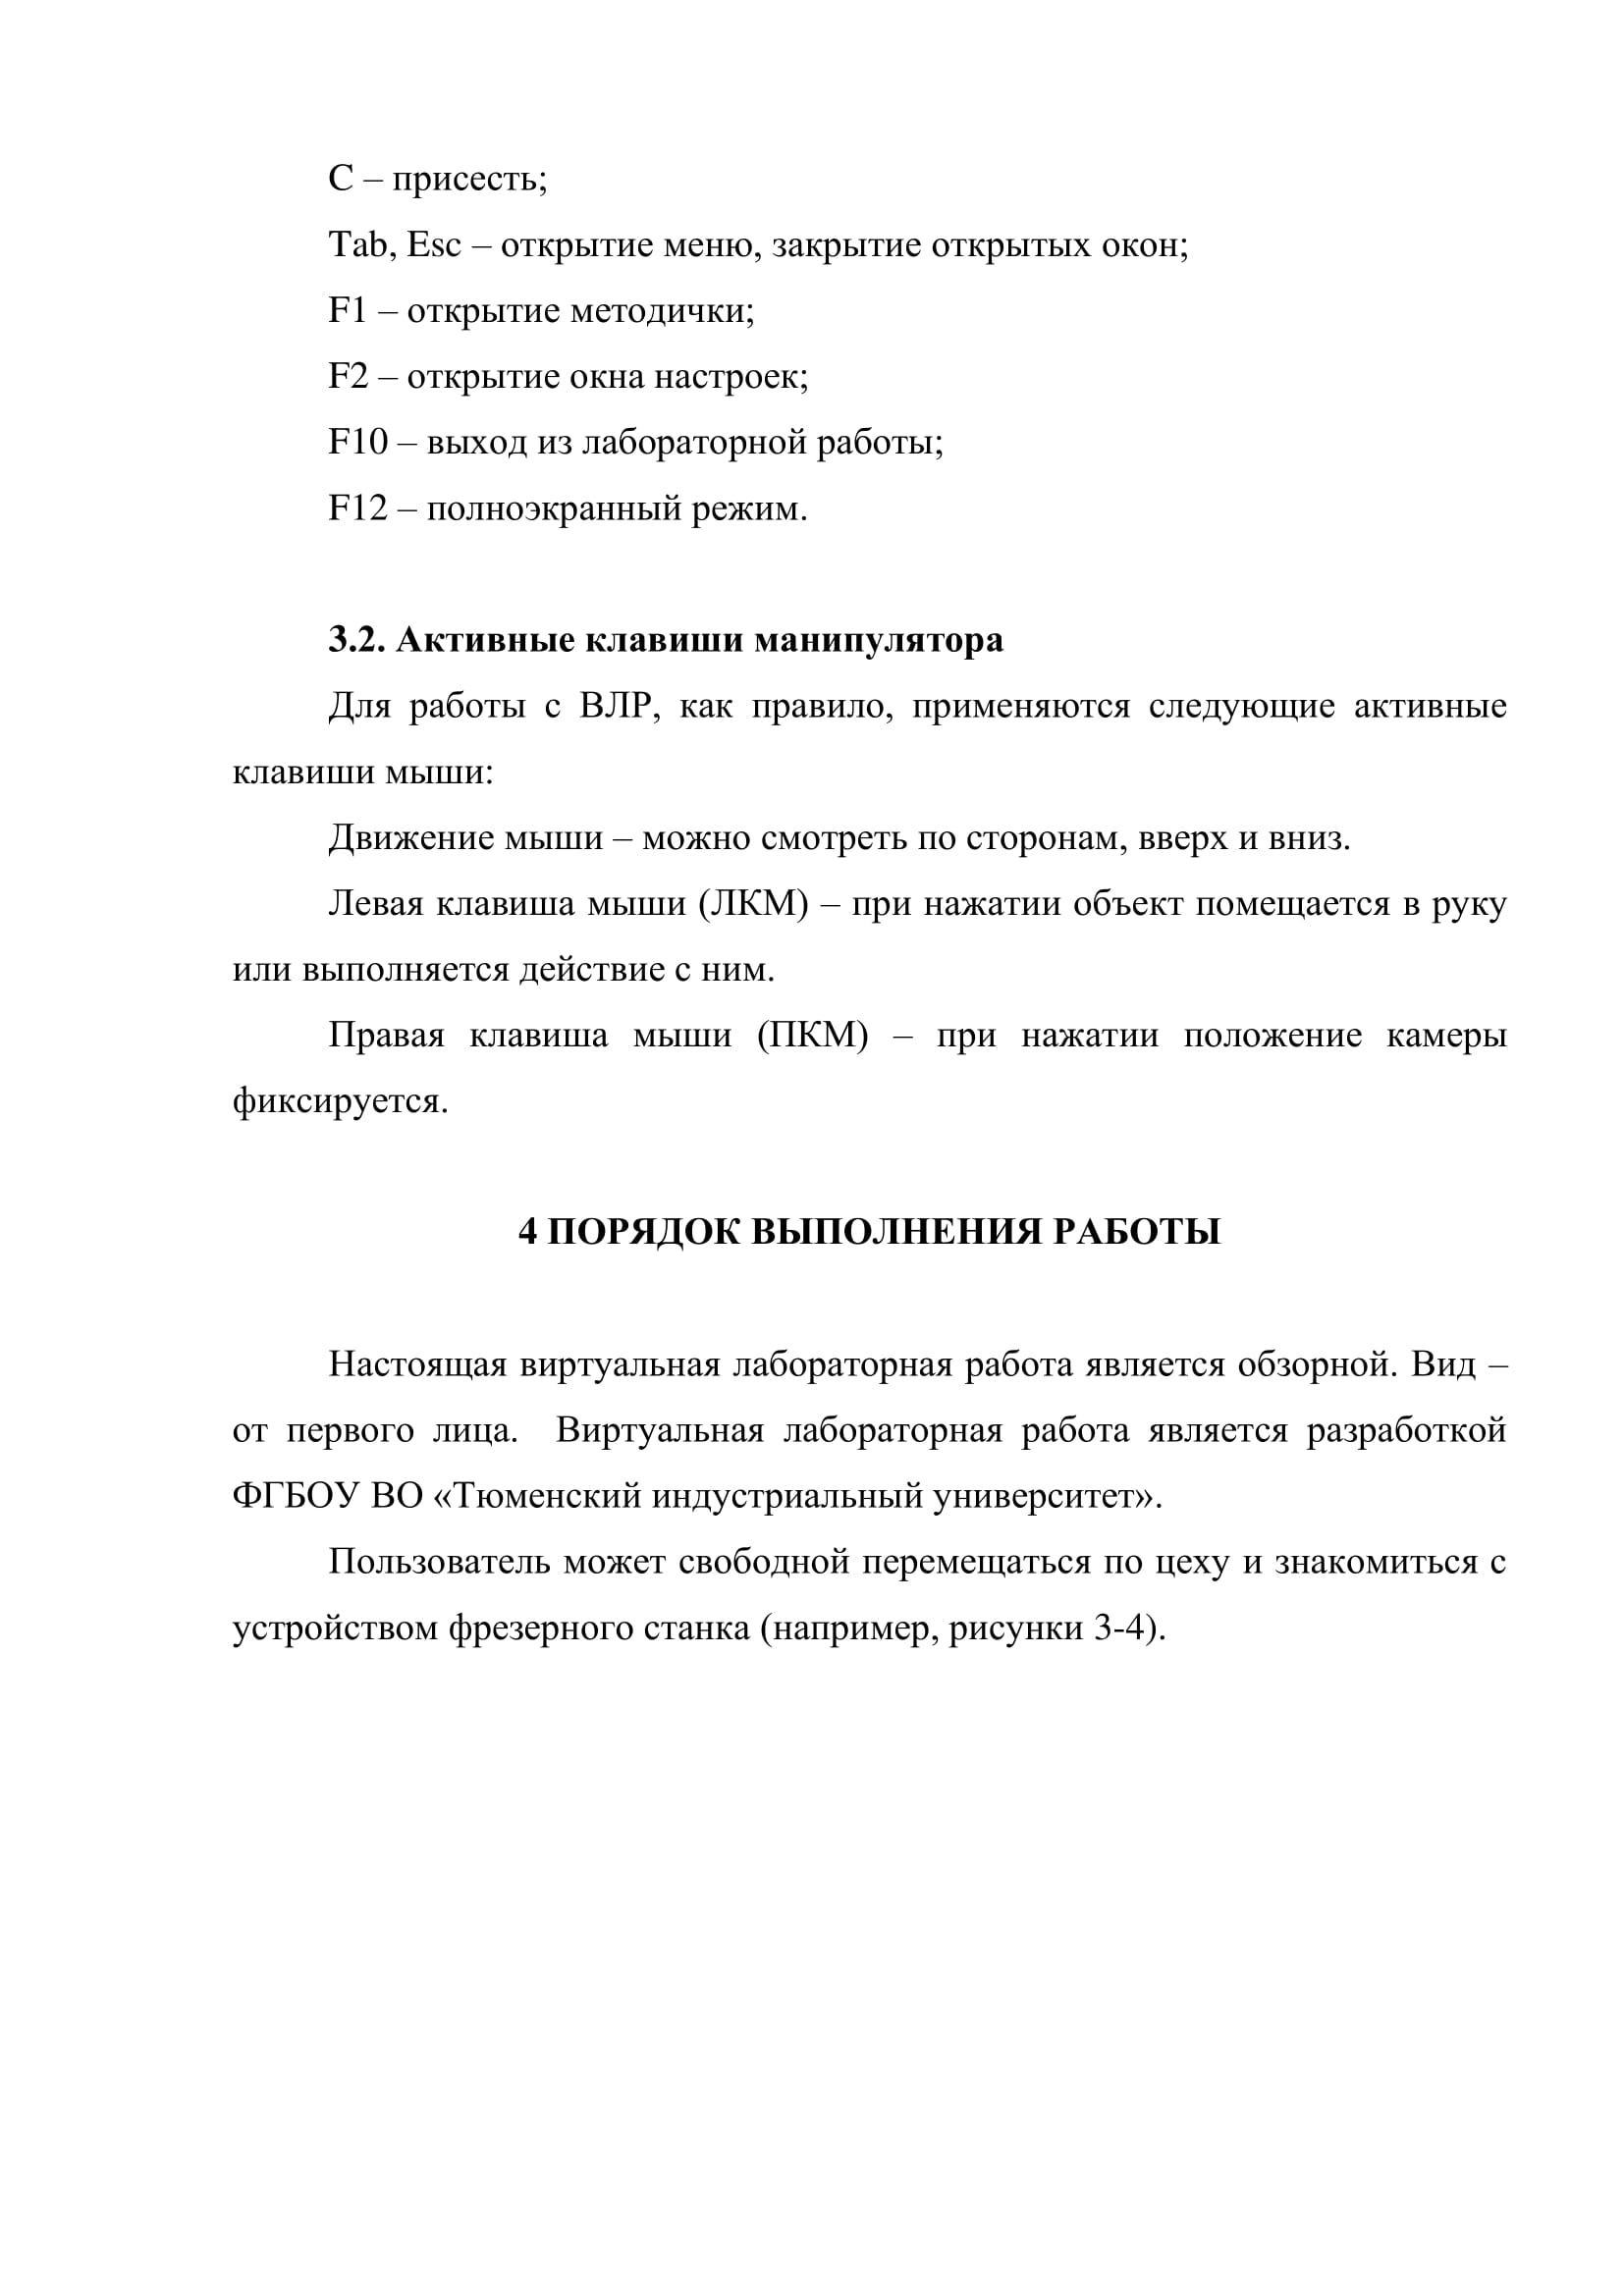 С – присесть;
Tab, Esc – открытие меню, закрытие открытых окон;
F1 – открытие методички;
F2 – открытие окна настроек;
F10 – выход из лабораторной работы;
F12 – полноэкранный режим.
3.2. Активные клавиши манипулятора
Для работы с ВЛР, как правило, применяются следующие активные
клавиши мыши:
Движение мыши – можно смотреть по сторонам, вверх и вниз.
Левая клавиша мыши (ЛКМ) – при нажатии объект помещается в руку
или выполняется действие с ним.
Правая клавиша мыши (ПКМ) – при нажатии положение камеры
фиксируется.
4 ПОРЯДОК ВЫПОЛНЕНИЯ РАБОТЫ
Настоящая виртуальная лабораторная работа является обзорной. Вид –
от первого лица.  Виртуальная лабораторная работа является разработкой
ФГБОУ ВО «Тюменский индустриальный университет».
Пользователь может свободной перемещаться по цеху и знакомиться с
устройством фрезерного станка (например, рисунки 3-4).